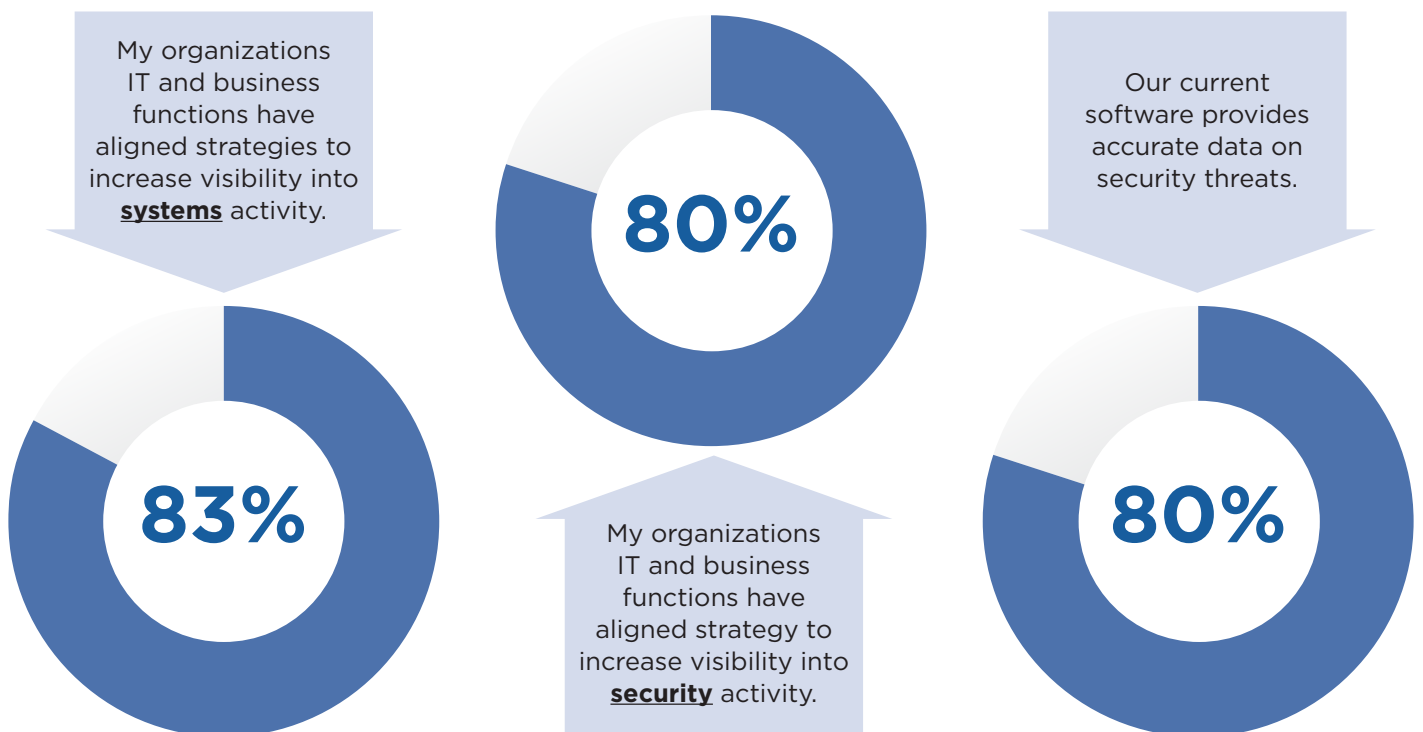 My organizations
IT and business
functions have
aligned strategies to
increase visibility into
systems activity.
83%
80%
My organizations
IT and business
functions have
aligned strategy to
increase visibility into
security activity.
Our current
software provides
accurate data on
security threats.
80%